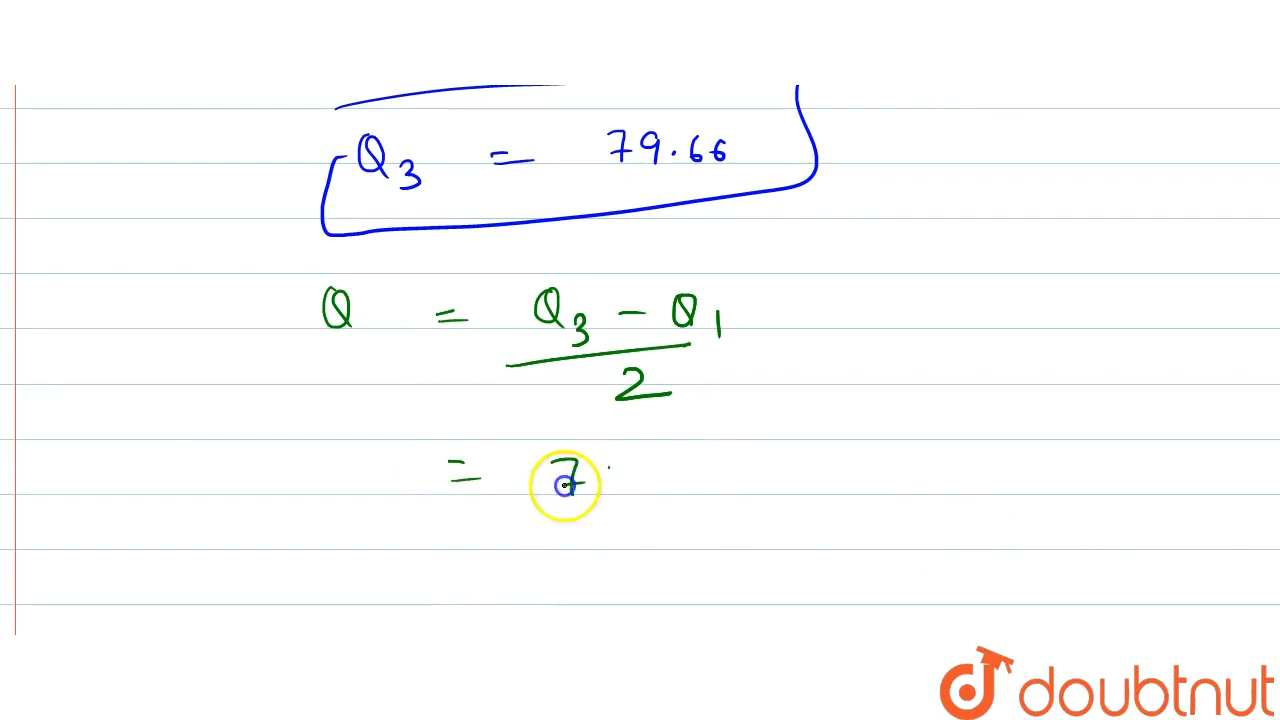 Q3 = 79.66
Q = Q3 - Q1
2
= 7
doubtnut